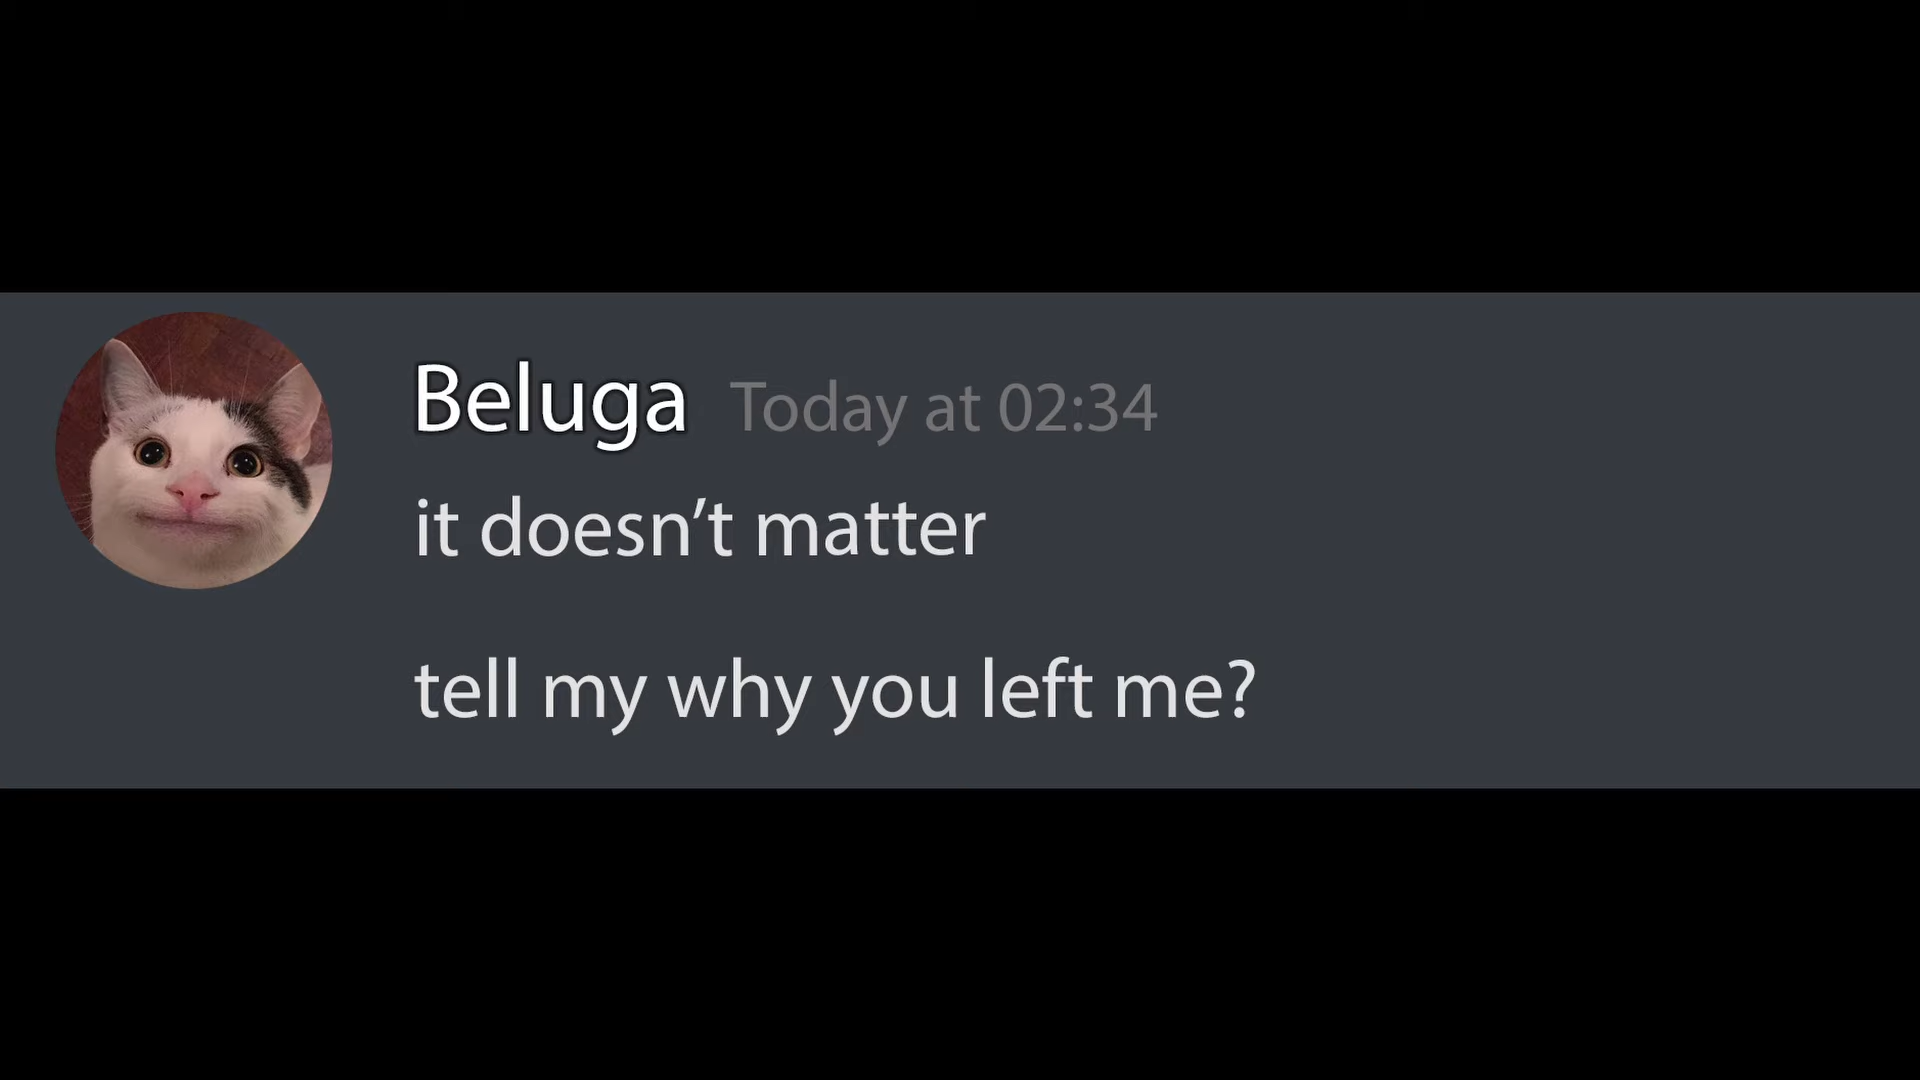 Beluga Today at 02:34
it doesn’t matter
tell my why you left me?